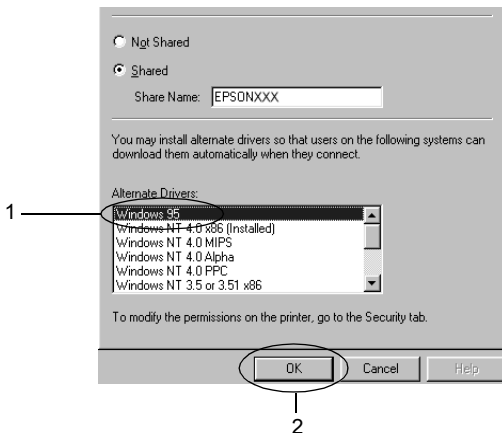 Not Shared
Shared
Share Name: EPSONXXX
You may install alternate drivers so that users on the following systems can
download them automatically when they connect.
Alternate Drivers:
1
Windows 95
Windows NT 4.0 x86 (Installed)
Windows NT 4.0 MIPS
Windows NT 4.0 Alpha
Windows NT 4.0 PPC
Windows NT 3.5 or 3.51 x86
To modify the permissions on the printer, go to the Security tab.
OK Cancel Help
2